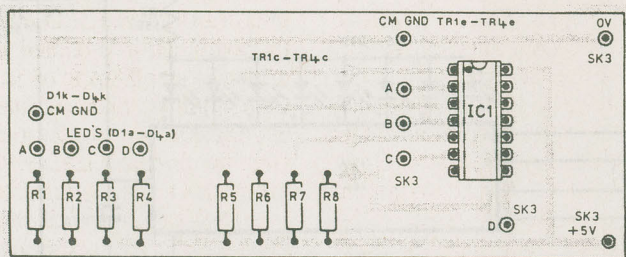 CM GND TR1e-TR4e 0V
SK3
TR1c-TR4c
D1k-D4k
CM GND
LED'S (D1a-D4a)
A B C D
A
B
C
SK3
IC1
R1 R2 R3 R4 R5 R6 R7 R8
SK3
D
SK3
+5V